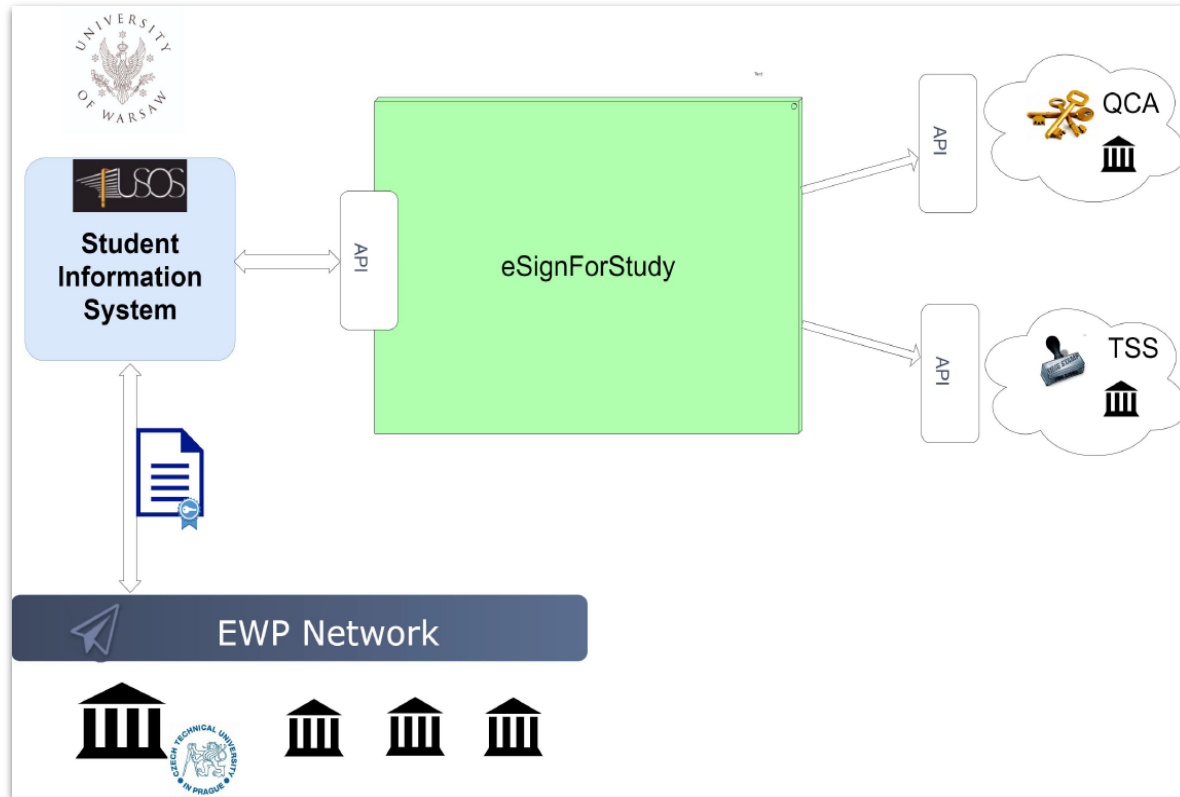 UNIVERSITY
OF WARSAW
USOS
Student
Information
System
API
eSignForStudy
Text
API
QCA
API
TSS
EWP Network
CZECH TECHNICAL UNIVERSITY
IN PRAGUE